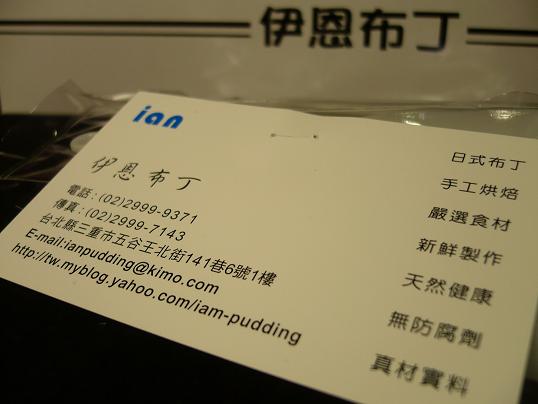 伊恩布丁
ian
伊恩布丁
電話:(02)2999-9371
傳真:(02)2999-7143
台北縣三重市五谷王北街141巷6號1樓
E-mail:ianpudding@kimo.com
http://tw.myblog.yahoo.com/iam-pudding
日式布丁
手工烘焙
嚴選食材
新鮮製作
天然健康
無防腐劑
真材實料